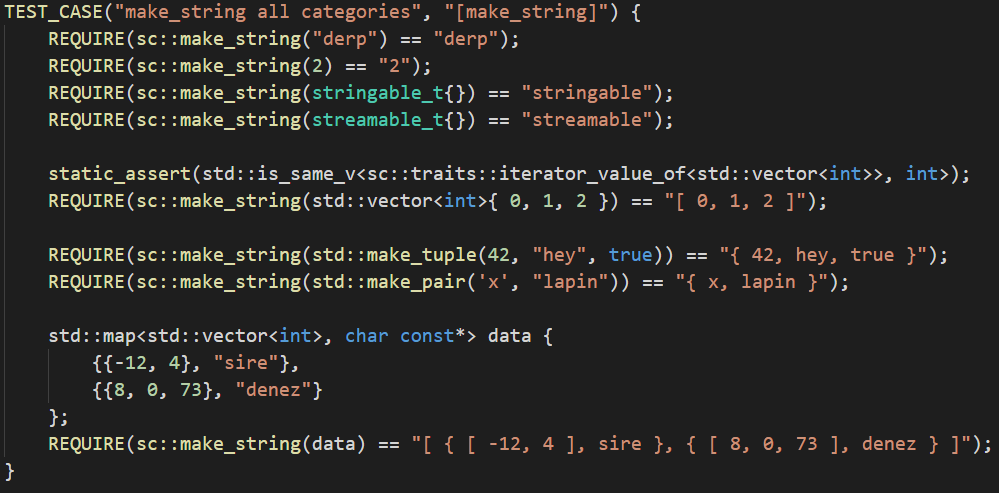 TEST_CASE("make_string all categories", "[make_string]") {
    REQUIRE(sc::make_string("derp") == "derp");
    REQUIRE(sc::make_string(2) == "2");
    REQUIRE(sc::make_string(stringable_t{}) == "stringable");
    REQUIRE(sc::make_string(streamable_t{}) == "streamable");

    static_assert(std::is_same_v<sc::traits::iterator_value_of<std::vector<int>>, int>);
    REQUIRE(sc::make_string(std::vector<int>{ 0, 1, 2 }) == "[ 0, 1, 2 ]");

    REQUIRE(sc::make_string(std::make_tuple(42, "hey", true)) == "{ 42, hey, true }");
    REQUIRE(sc::make_string(std::make_pair('x', "lapin")) == "{ x, lapin }");

    std::map<std::vector<int>, char const*> data {
        {{-12, 4}, "sire"},
        {{8, 0, 73}, "denez"}
    };
    REQUIRE(sc::make_string(data) == "[ { [ -12, 4 ], sire }, { [ 8, 0, 73 ], denez } ]");
}